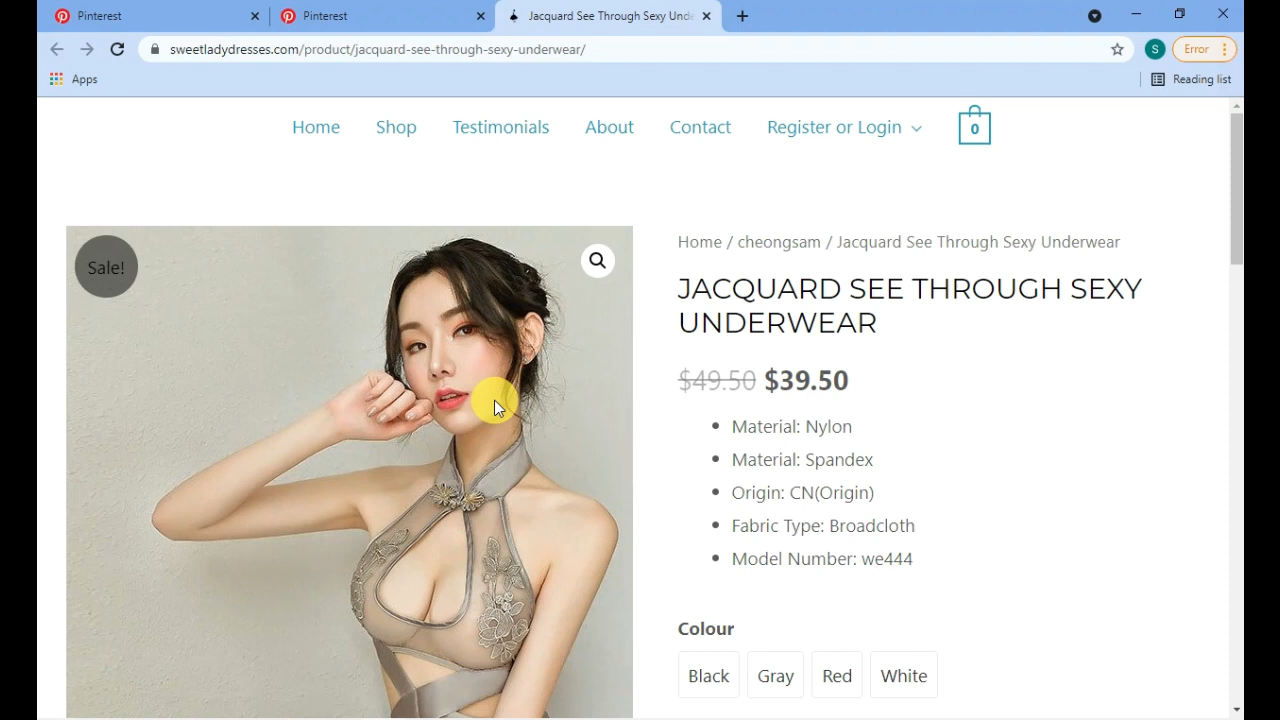 Pinterest
Pinterest
Jacquard See Through Sexy Unde
sweetladydresses.com/product/jacquard-see-through-sexy-underwear/
S
Error
Apps
Reading list
Home
Shop
Testimonials
About
Contact
Register or Login
0
Sale!
Home / cheongsam / Jacquard See Through Sexy Underwear
JACQUARD SEE THROUGH SEXY
UNDERWEAR
$49.50 $39.50
Material: Nylon
Material: Spandex
Origin: CN(Origin)
Fabric Type: Broadcloth
Model Number: we444
Colour
Black
Gray
Red
White